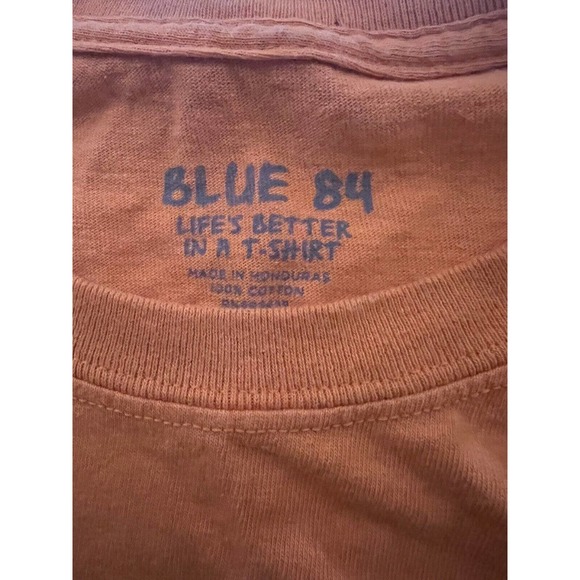 BLUE 84
LIFE'S BETTER
IN A T-SHIRT
MADE IN HONDURAS
100% COTTON